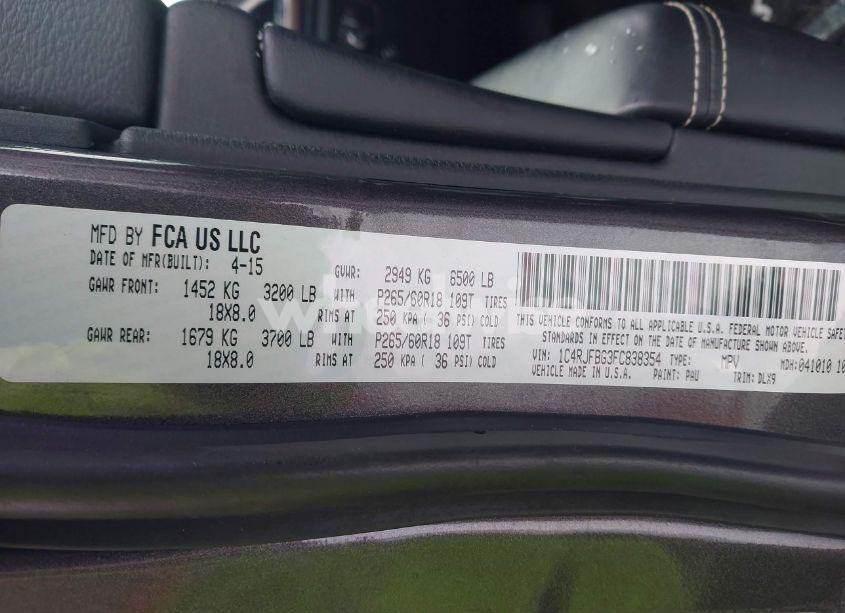 MFD BY FCA US LLC
DATE OF MFR(BUILT): 4-15 GVWR: 2949 KG 6500 LB
GAWR FRONT: 1452 KG 3200 LB WITH P265/60R18 109T TIRES
18X8.0 RIMS AT 250 KPA ( 36 PSI) COLD
GAWR REAR: 1679 KG 3700 LB WITH P265/60R18 109T TIRES
18X8.0 RIMS AT 250 KPA ( 36 PSI) COLD
THIS VEHICLE CONFORMS TO ALL APPLICABLE U.S.A. FEDERAL MOTOR VEHICLE SAFETY
STANDARDS IN EFFECT ON THE DATE OF MANUFACTURE SHOWN ABOVE.
VIN: 1C4RJFBG3FC838354 TYPE: MPV MDH:041010 10
VEHICLE MADE IN U.S.A. PAINT: PAU TRIM: DLX9